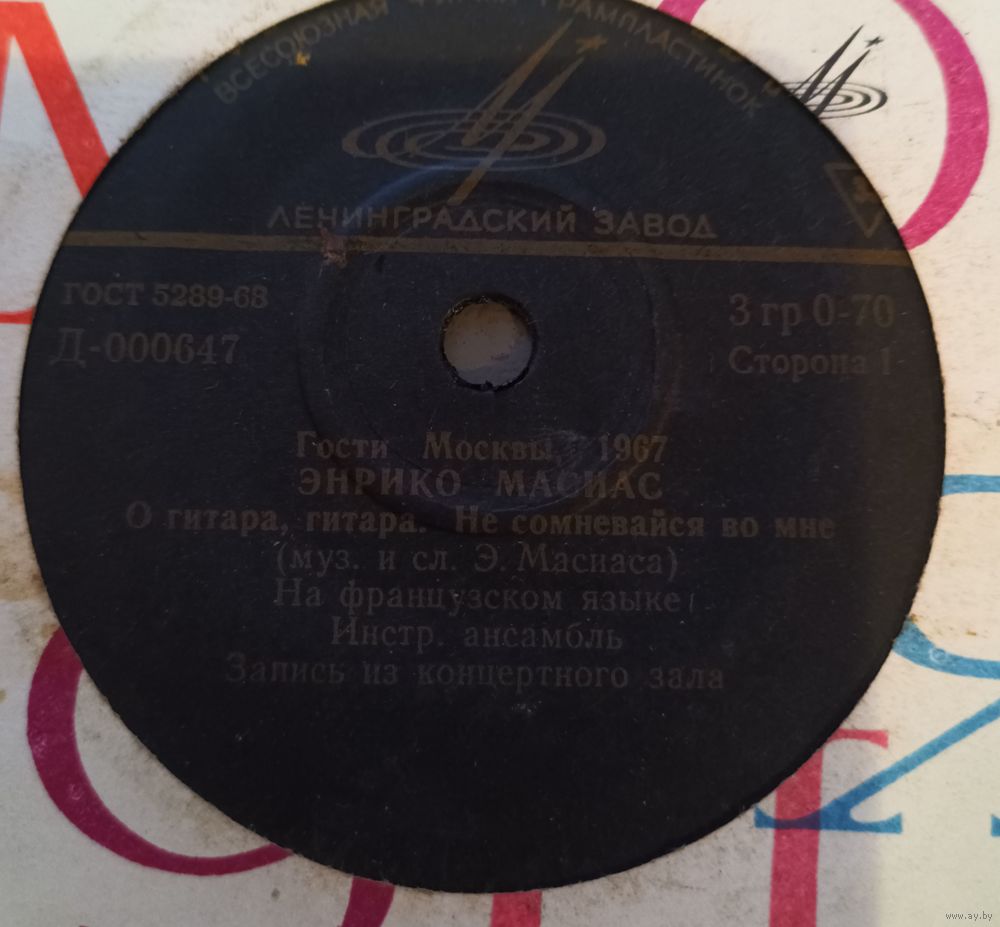 ВСЕСОЮЗНАЯ ФИРМА ГРАМПЛАСТИНОК
ЛЕНИНГРАДСКИЙ ЗАВОД
ГОСТ 5289-68
Д-000647
3 гр 0-70
Сторона 1
Гости Москвы 1967
ЭНРИКО МАСИАС
О гитара, гитара. Не сомневайся во мне
(муз. и сл. Э. Масиаса)
На французском языке
Инстр. ансамбль
Запись из концертного зала
www.ay.by